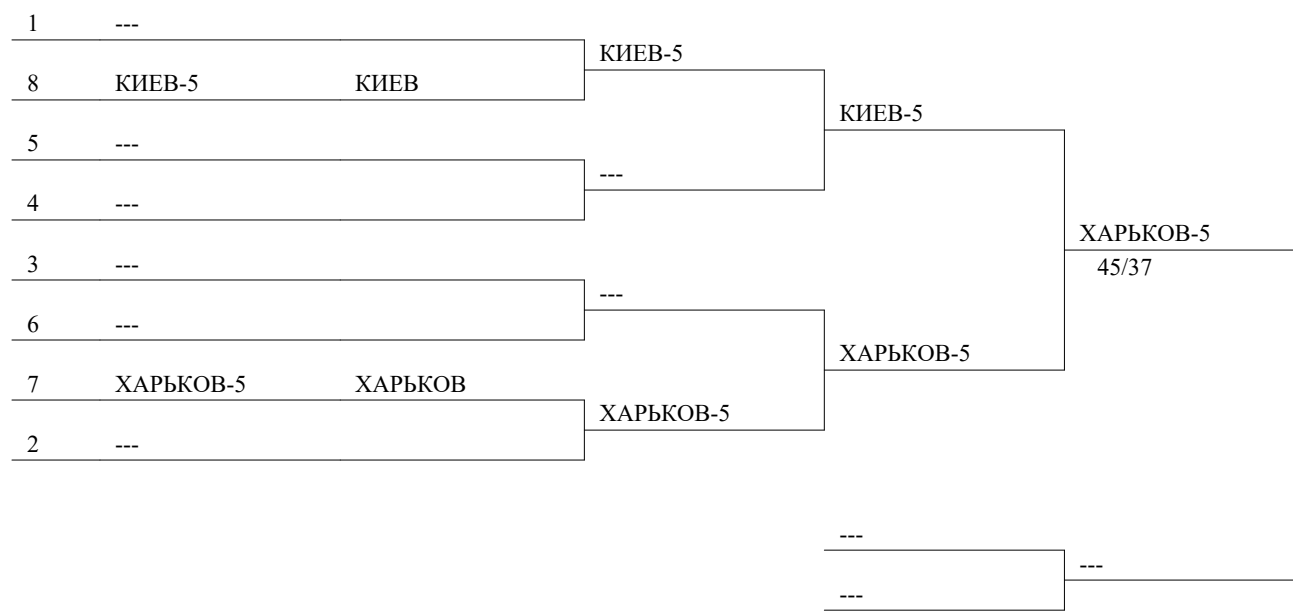 1 ---
КИЕВ-5
8 КИЕВ-5 КИЕВ
КИЕВ-5
5 ---
---
4 ---
ХАРЬКОВ-5
3 ---
45/37
---
6 ---
ХАРЬКОВ-5
7 ХАРЬКОВ-5 ХАРЬКОВ
ХАРЬКОВ-5
2 ---
---
---
---